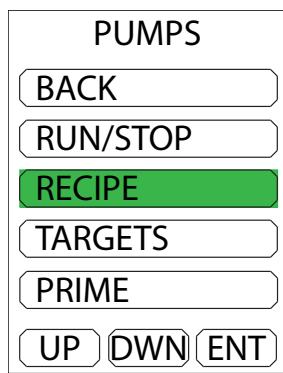 PUMPS
BACK
RUN/STOP
RECIPE
TARGETS
PRIME
UP DWN ENT